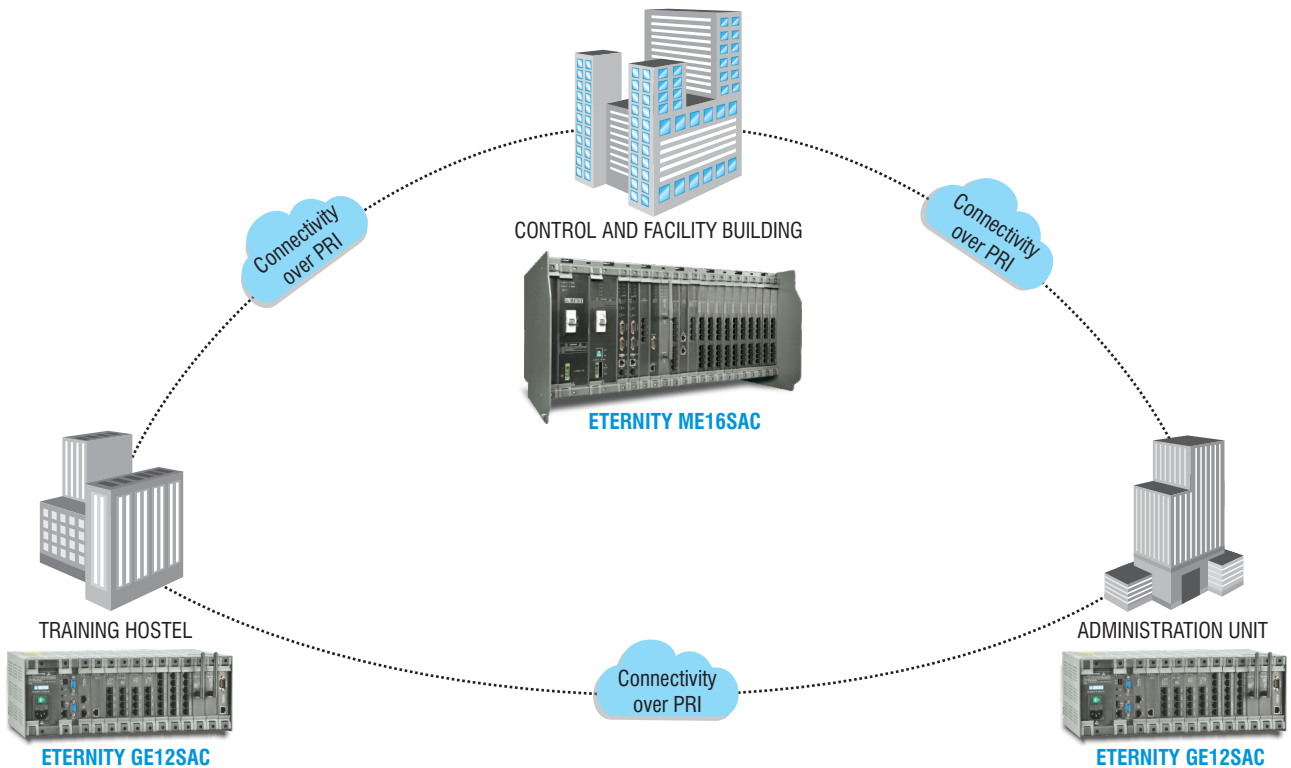 Connectivity
over PRI
Connectivity
over PRI
CONTROL AND FACILITY BUILDING
ETERNITY ME16SAC
TRAINING HOSTEL
ADMINISTRATION UNIT
Connectivity
over PRI
ETERNITY GE12SAC
ETERNITY GE12SAC